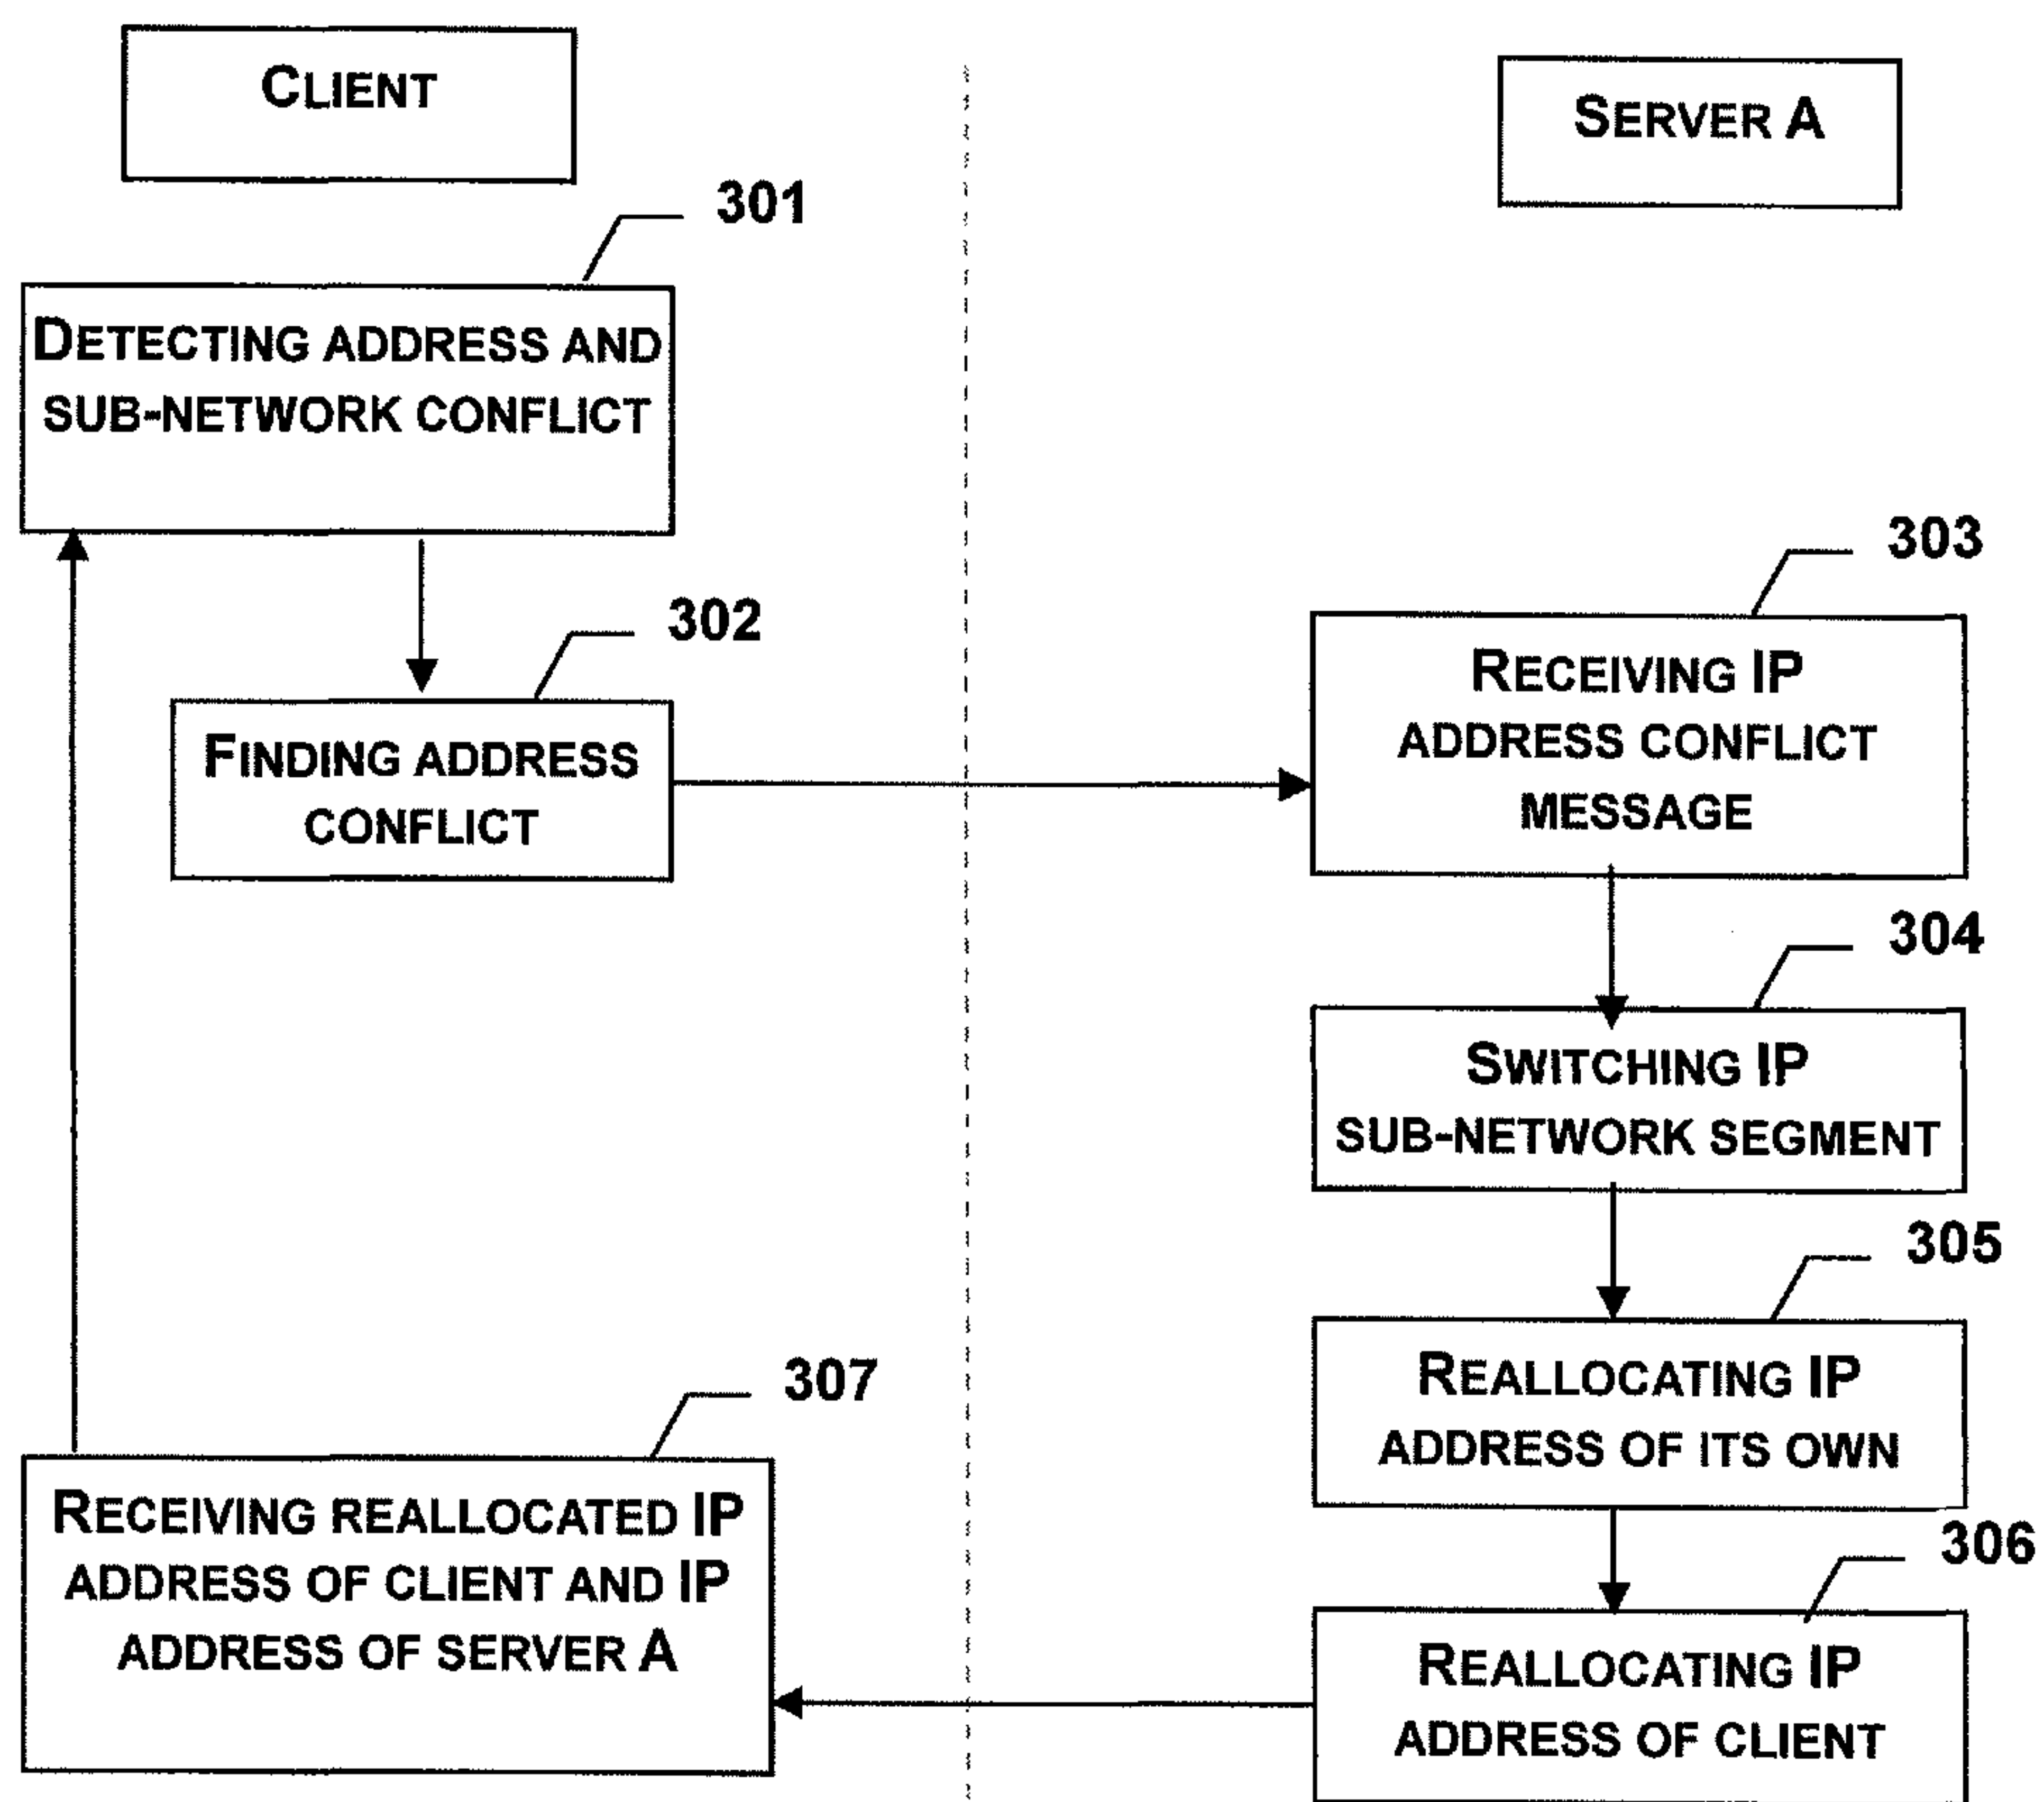 CLIENT
SERVER A
301
DETECTING ADDRESS AND
SUB-NETWORK CONFLICT
302
FINDING ADDRESS
CONFLICT
303
RECEIVING IP
ADDRESS CONFLICT
MESSAGE
304
SWITCHING IP
SUB-NETWORK SEGMENT
305
REALLOCATING IP
ADDRESS OF ITS OWN
306
REALLOCATING IP
ADDRESS OF CLIENT
307
RECEIVING REALLOCATED IP
ADDRESS OF CLIENT AND IP
ADDRESS OF SERVER A